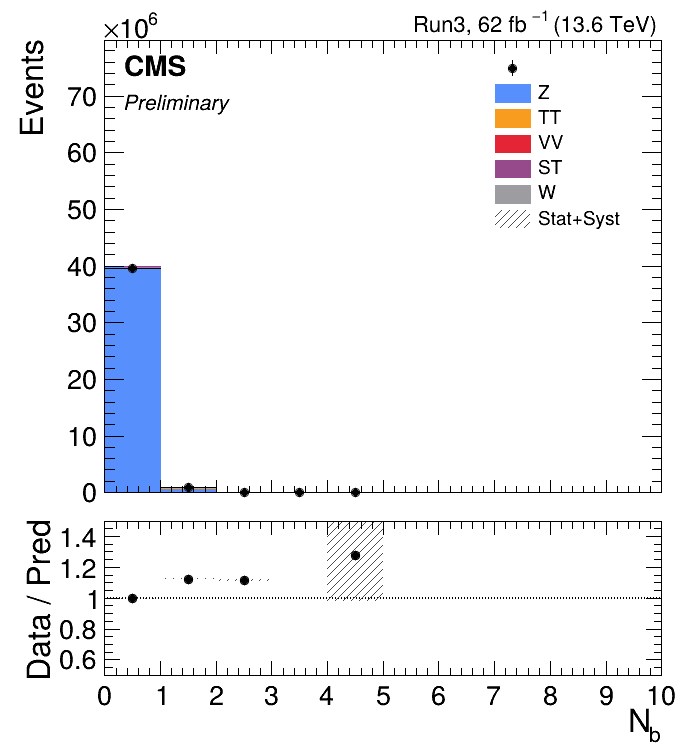 ×10⁶
Run3, 62 fb⁻¹ (13.6 TeV)
CMS
Preliminary
Events
70
60
50
40
30
20
10
0
Z
TT
VV
ST
W
Stat+Syst
Data / Pred
1.4
1.2
1
0.8
0.6
0 1 2 3 4 5 6 7 8 9 10
N_b